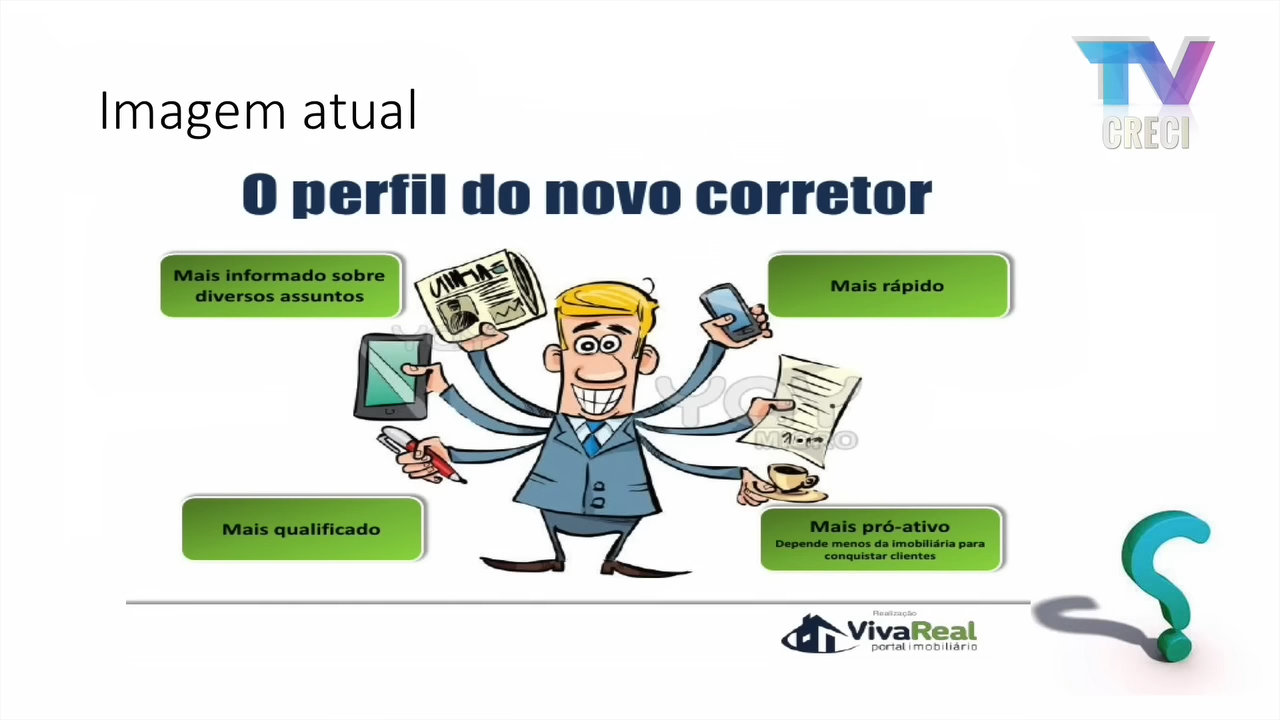 TV
CRECI
Imagem atual
O perfil do novo corretor
Mais informado sobre
diversos assuntos
Mais rápido
Mais qualificado
Mais pró-ativo
Depende menos da imobiliária para
conquistar clientes
Realização
VivaReal
portal imobiliário